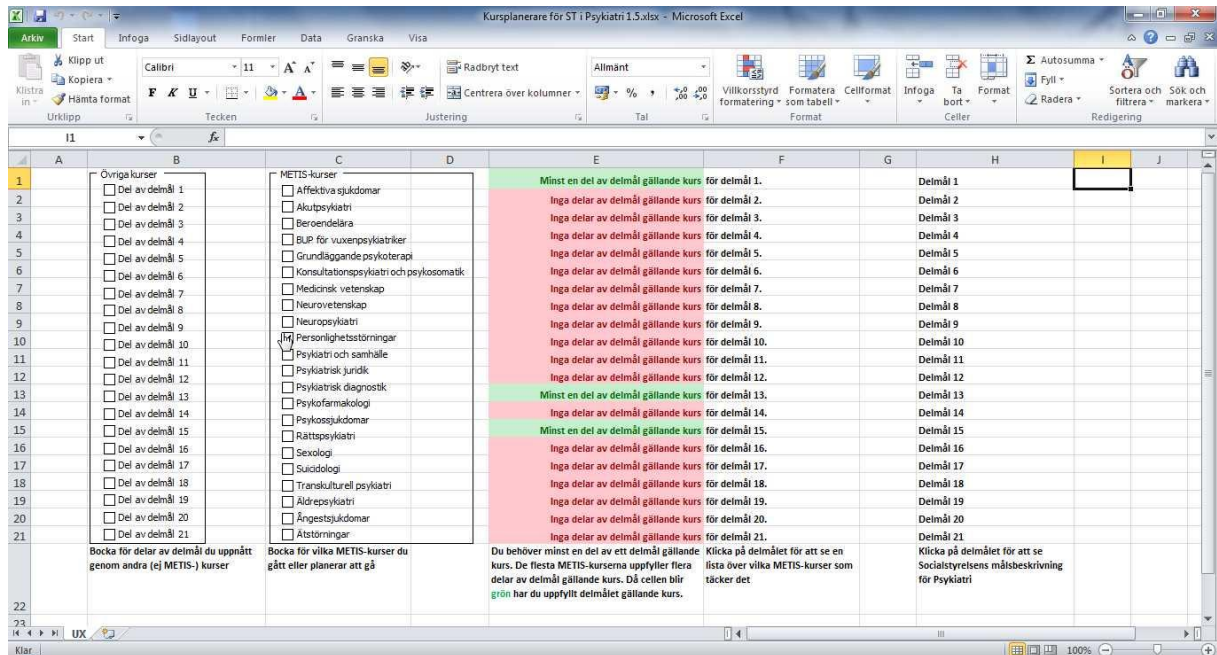 Kursplanerare för ST i Psykiatri 1.5.xlsx - Microsoft Excel
Arkiv Start Infoga Sidlayout Formler Data Granska Visa
Klistra in
Klipp ut
Kopiera
Hämta format
Urklipp
Calibri 11 A A
F K U
Tecken
Radbryt text
Centrera över kolumner
Justering
Allmänt
% ,
Tal
Villkorsstyrd formatering
Formatera som tabell
Cellformat
Format
Infoga
Ta bort
Format
Celler
Σ Autosumma
Fyll
Radera
Sortera och filtrera
Sök och markera
Redigering
I1 fx
A B C D E F G H I J
Övriga kurser
Del av delmål 1
Del av delmål 2
Del av delmål 3
Del av delmål 4
Del av delmål 5
Del av delmål 6
Del av delmål 7
Del av delmål 8
Del av delmål 9
Del av delmål 10
Del av delmål 11
Del av delmål 12
Del av delmål 13
Del av delmål 14
Del av delmål 15
Del av delmål 16
Del av delmål 17
Del av delmål 18
Del av delmål 19
Del av delmål 20
Del av delmål 21
Bocka för delar av delmål du uppnått
genom andra (ej METIS-) kurser
METIS-kurser
Affektiva sjukdomar
Akutpsykiatri
Beroendelära
BUP för vuxenpsykiatriker
Grundläggande psykoterapi
Konsultationspsykiatri och psykosomatik
Medicinsk vetenskap
Neurovetenskap
Neuropsykiatri
Personlighetsstörningar
Psykiatri och samhälle
Psykiatrisk juridik
Psykiatrisk diagnostik
Psykofarmakologi
Psykossjukdomar
Rättspsykiatri
Sexologi
Suicidologi
Transkulturell psykiatri
Äldrepsykiatri
Ångestsjukdomar
Ätstörningar
Bocka för vilka METIS-kurser du
gått eller planerar att gå
1 Minst en del av delmål gällande kurs för delmål 1. Delmål 1
2 Inga delar av delmål gällande kurs för delmål 2. Delmål 2
3 Inga delar av delmål gällande kurs för delmål 3. Delmål 3
4 Inga delar av delmål gällande kurs för delmål 4. Delmål 4
5 Inga delar av delmål gällande kurs för delmål 5. Delmål 5
6 Inga delar av delmål gällande kurs för delmål 6. Delmål 6
7 Inga delar av delmål gällande kurs för delmål 7. Delmål 7
8 Inga delar av delmål gällande kurs för delmål 8. Delmål 8
9 Inga delar av delmål gällande kurs för delmål 9. Delmål 9
10 Inga delar av delmål gällande kurs för delmål 10. Delmål 10
11 Inga delar av delmål gällande kurs för delmål 11. Delmål 11
12 Inga delar av delmål gällande kurs för delmål 12. Delmål 12
13 Minst en del av delmål gällande kurs för delmål 13. Delmål 13
14 Inga delar av delmål gällande kurs för delmål 14. Delmål 14
15 Minst en del av delmål gällande kurs för delmål 15. Delmål 15
16 Inga delar av delmål gällande kurs för delmål 16. Delmål 16
17 Inga delar av delmål gällande kurs för delmål 17. Delmål 17
18 Inga delar av delmål gällande kurs för delmål 18. Delmål 18
19 Inga delar av delmål gällande kurs för delmål 19. Delmål 19
20 Inga delar av delmål gällande kurs för delmål 20. Delmål 20
21 Inga delar av delmål gällande kurs för delmål 21. Delmål 21
Du behöver minst en del av ett delmål gällande
kurs. De flesta METIS-kurserna uppfyller flera
delar av delmål gällande kurs. Då cellen blir
grön har du uppfyllt delmålet gällande kurs.
Klicka på delmålet för att se en
lista över vilka METIS-kurser som
täcker det
Klicka på delmålet för att se
Socialstyrelsens målsbeskrivning
för Psykiatri
22
23
UX
Klar 100%